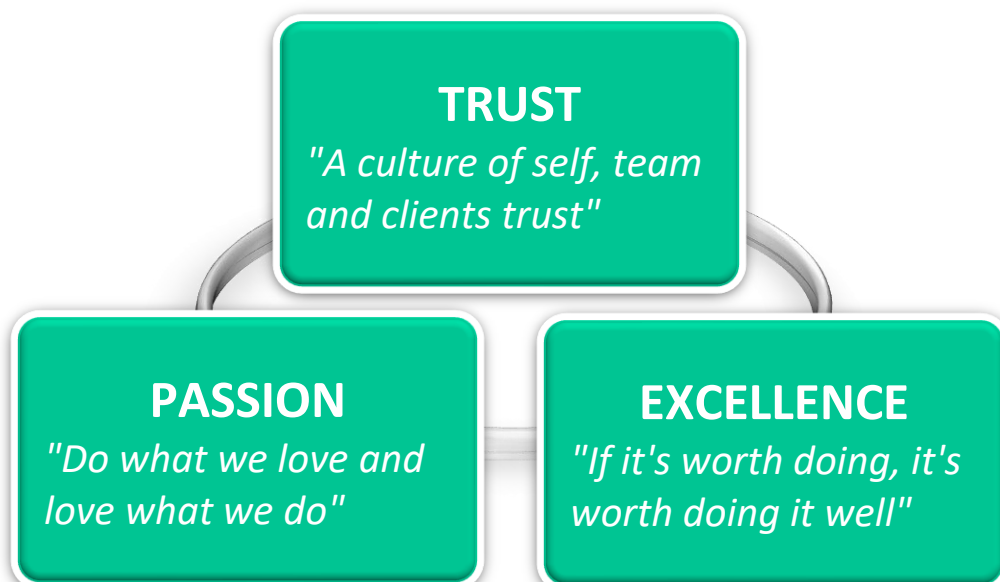 TRUST
"A culture of self, team
and clients trust"
PASSION
"Do what we love and
love what we do"
EXCELLENCE
"If it's worth doing, it's
worth doing it well"